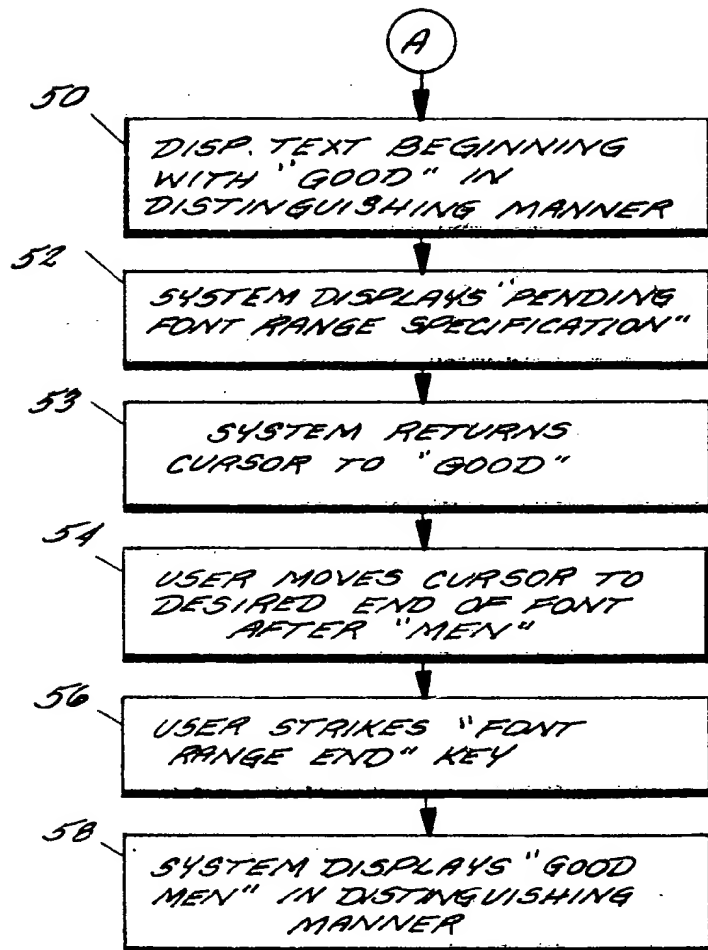 A
50
DISP. TEXT BEGINNING
WITH "GOOD" IN
DISTINGUISHING MANNER
52
SYSTEM DISPLAYS "PENDING
FONT RANGE SPECIFICATION"
53
SYSTEM RETURNS
CURSOR TO "GOOD"
54
USER MOVES CURSOR TO
DESIRED END OF FONT
AFTER "MEN"
56
USER STRIKES "FONT
RANGE END" KEY
58
SYSTEM DISPLAYS "GOOD
MEN" IN DISTINGUISHING
MANNER